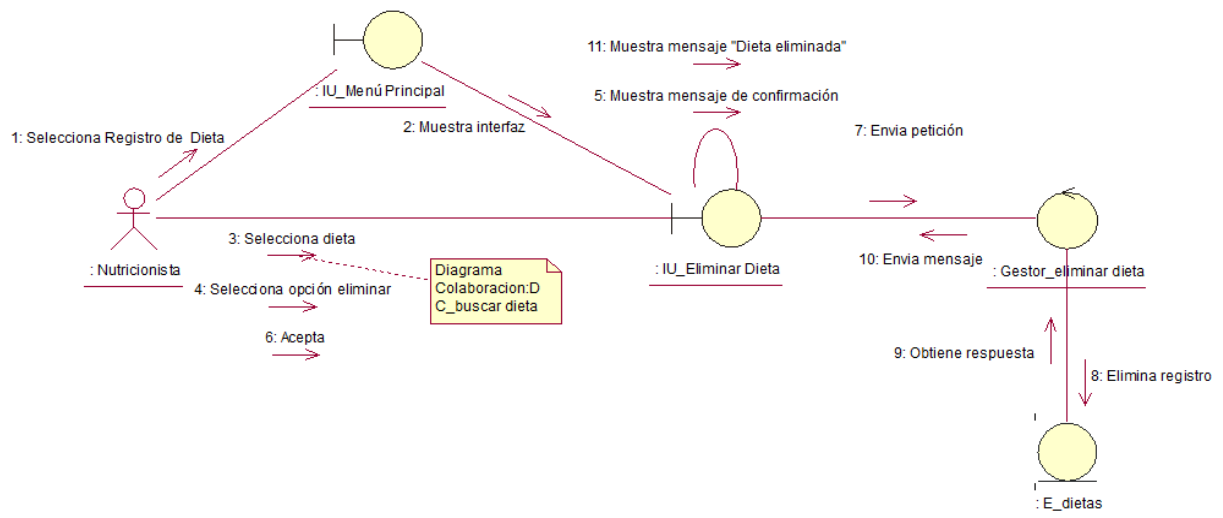 11: Muestra mensaje "Dieta eliminada"
: IU_Menú Principal
5: Muestra mensaje de confirmación
1: Selecciona Registro de Dieta
2: Muestra interfaz
7: Envia petición
: Nutricionista
3: Selecciona dieta
: IU_Eliminar Dieta
10: Envia mensaje
: Gestor_eliminar dieta
Diagrama
Colaboracion:D
C_buscar dieta
4: Selecciona opción eliminar
6: Acepta
9: Obtiene respuesta
8: Elimina registro
: E_dietas